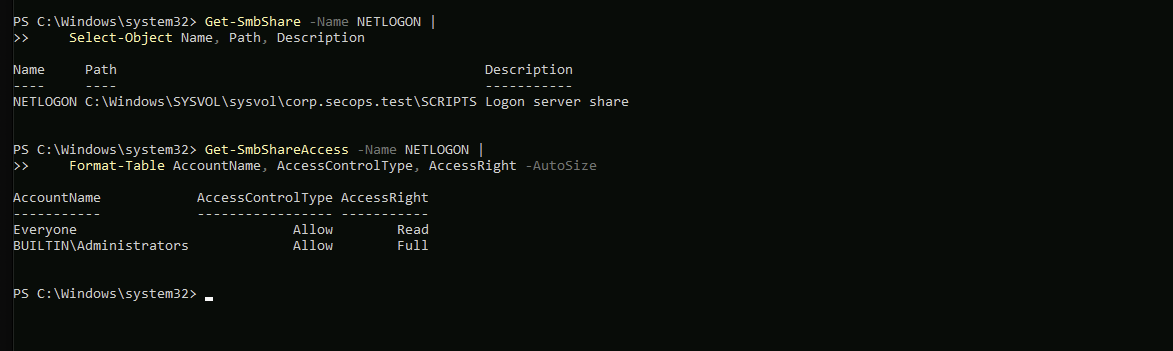 PS C:\Windows\system32> Get-SmbShare -Name NETLOGON |
>>     Select-Object Name, Path, Description
Name     Path                                              Description
----     ----                                              -----------
NETLOGON C:\Windows\SYSVOL\sysvol\corp.secops.test\SCRIPTS Logon server share
PS C:\Windows\system32> Get-SmbShareAccess -Name NETLOGON |
>>     Format-Table AccountName, AccessControlType, AccessRight -AutoSize
AccountName            AccessControlType AccessRight
-----------            ----------------- -----------
Everyone                           Allow        Read
BUILTIN\Administrators             Allow        Full
PS C:\Windows\system32>